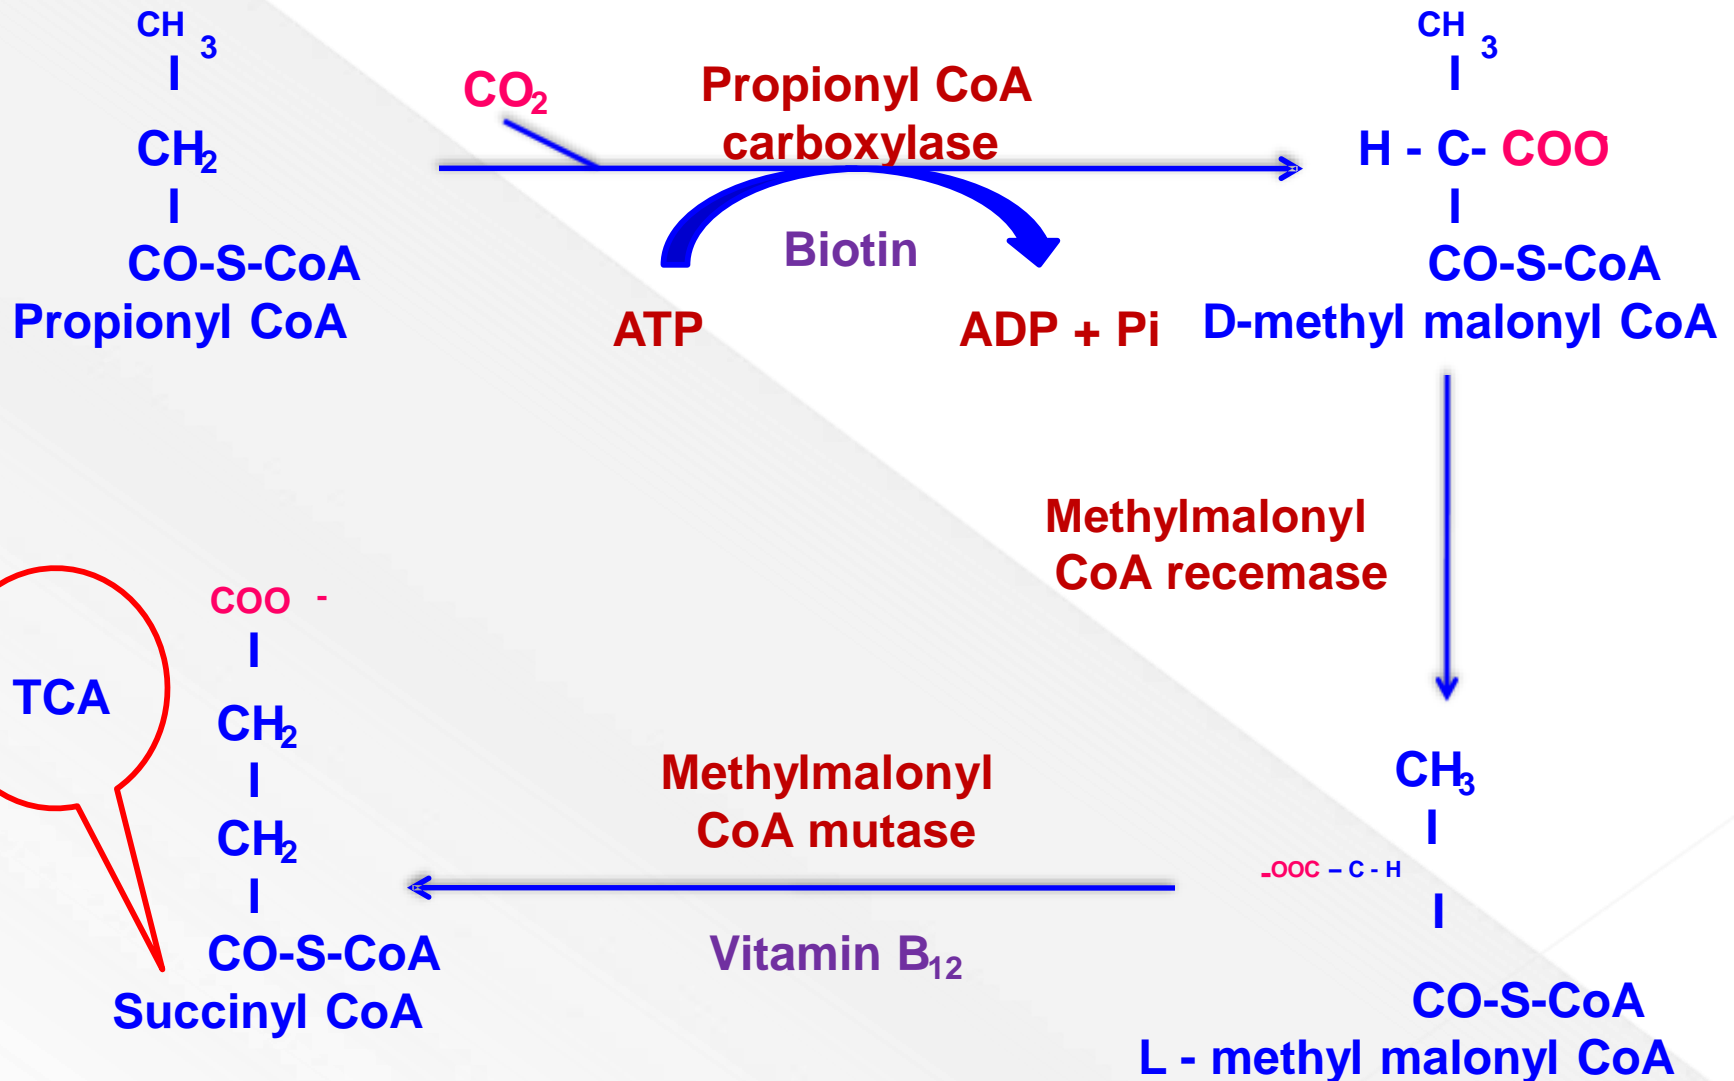 CH3
I
CH2
I
CO-S-CoA
Propionyl CoA
CO2
Propionyl CoA
carboxylase
Biotin
ATP
ADP + Pi
CH3
I
H - C- COO-
I
CO-S-CoA
D-methyl malonyl CoA
Methylmalonyl
CoA recemase
CH3
I
-OOC – C - H
I
CO-S-CoA
L - methyl malonyl CoA
Methylmalonyl
CoA mutase
Vitamin B12
COO -
I
CH2
I
CH2
I
CO-S-CoA
Succinyl CoA
TCA